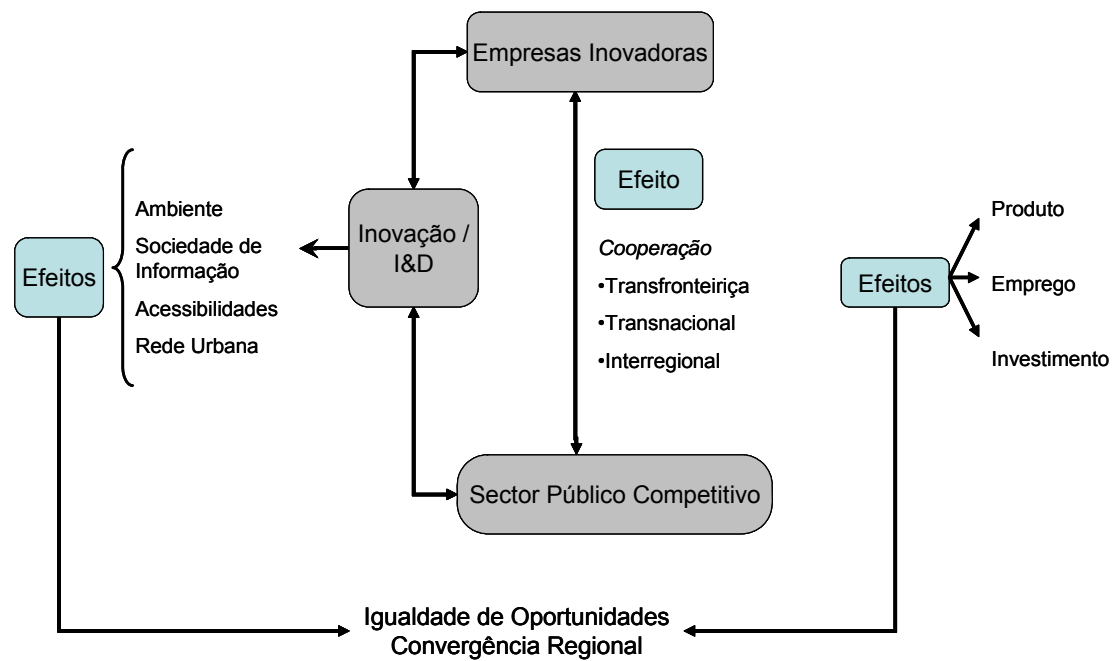 Empresas Inovadoras
Efeito
Cooperação
•Transfronteiriça
•Transnacional
•Interregional
Inovação /
I&D
Efeitos
Ambiente
Sociedade de
Informação
Acessibilidades
Rede Urbana
Efeitos
Produto
Emprego
Investimento
Sector Público Competitivo
Igualdade de Oportunidades
Convergência Regional